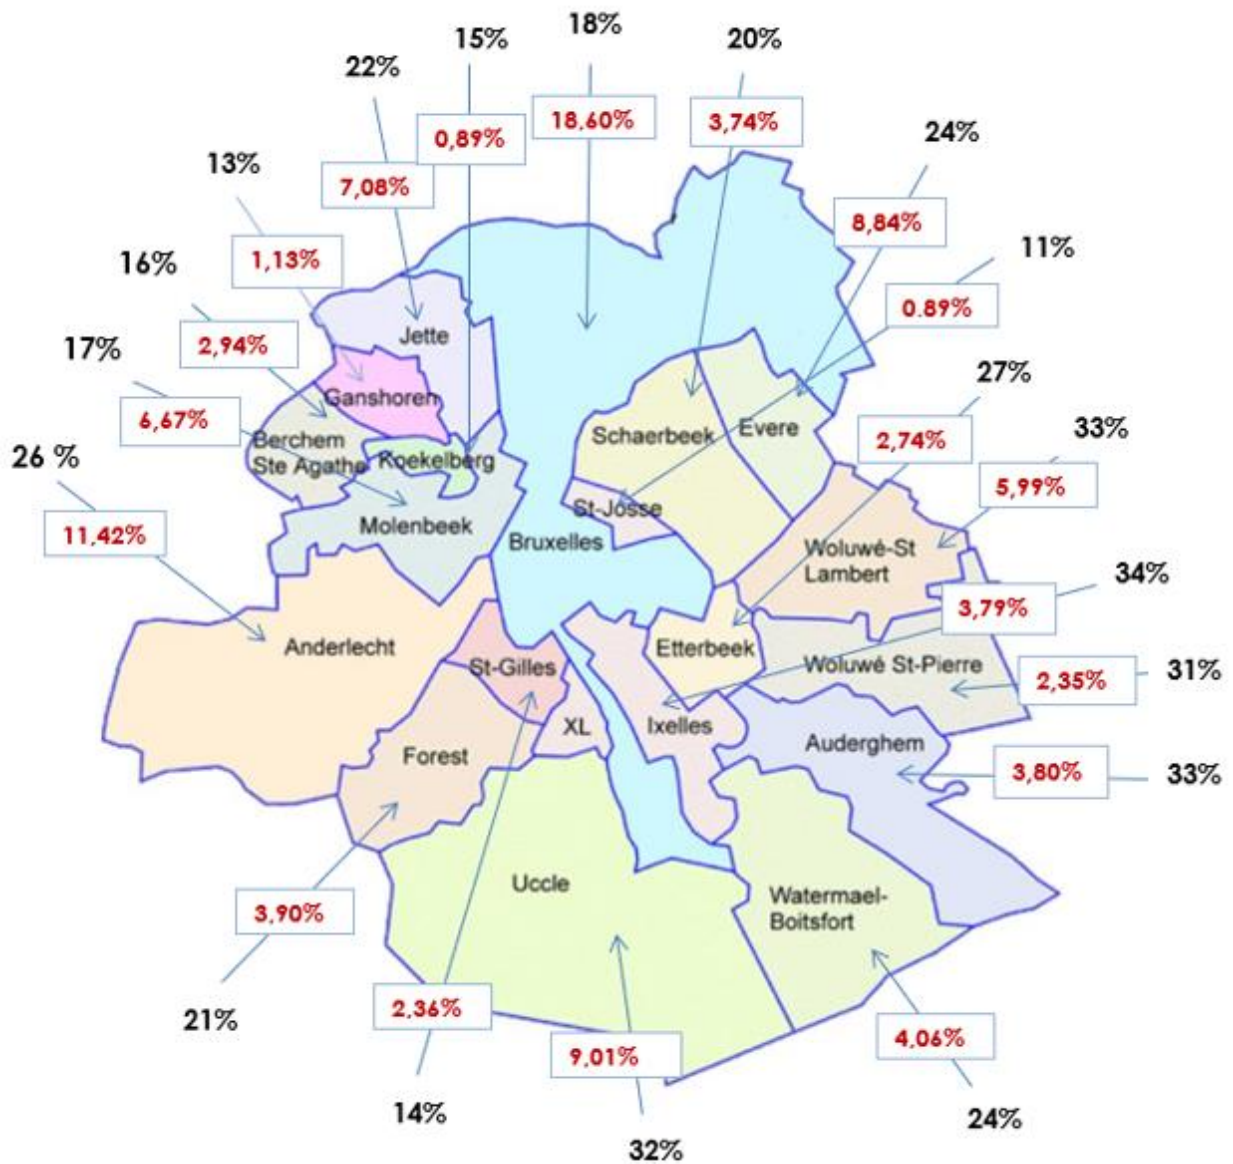 18%
15%
20%
22%
18,60%
3,74%
0,89%
24%
13%
7,08%
8,84%
11%
1,13%
16%
0.89%
Jette
2,94%
17%
27%
Ganshoren
6,67%
Schaerbeek
Evere
2,74%
33%
Berchem
Ste Agathe
Koekelberg
26 %
5,99%
St-Josse
Molenbeek
11,42%
Bruxelles
Woluwé-St
Lambert
34%
3,79%
Anderlecht
Etterbeek
St-Gilles
Woluwé St-Pierre
31%
2,35%
XL
Ixelles
Auderghem
Forest
3,80%
33%
Uccle
Watermael-
Boitsfort
3,90%
2,36%
21%
4,06%
9,01%
14%
24%
32%